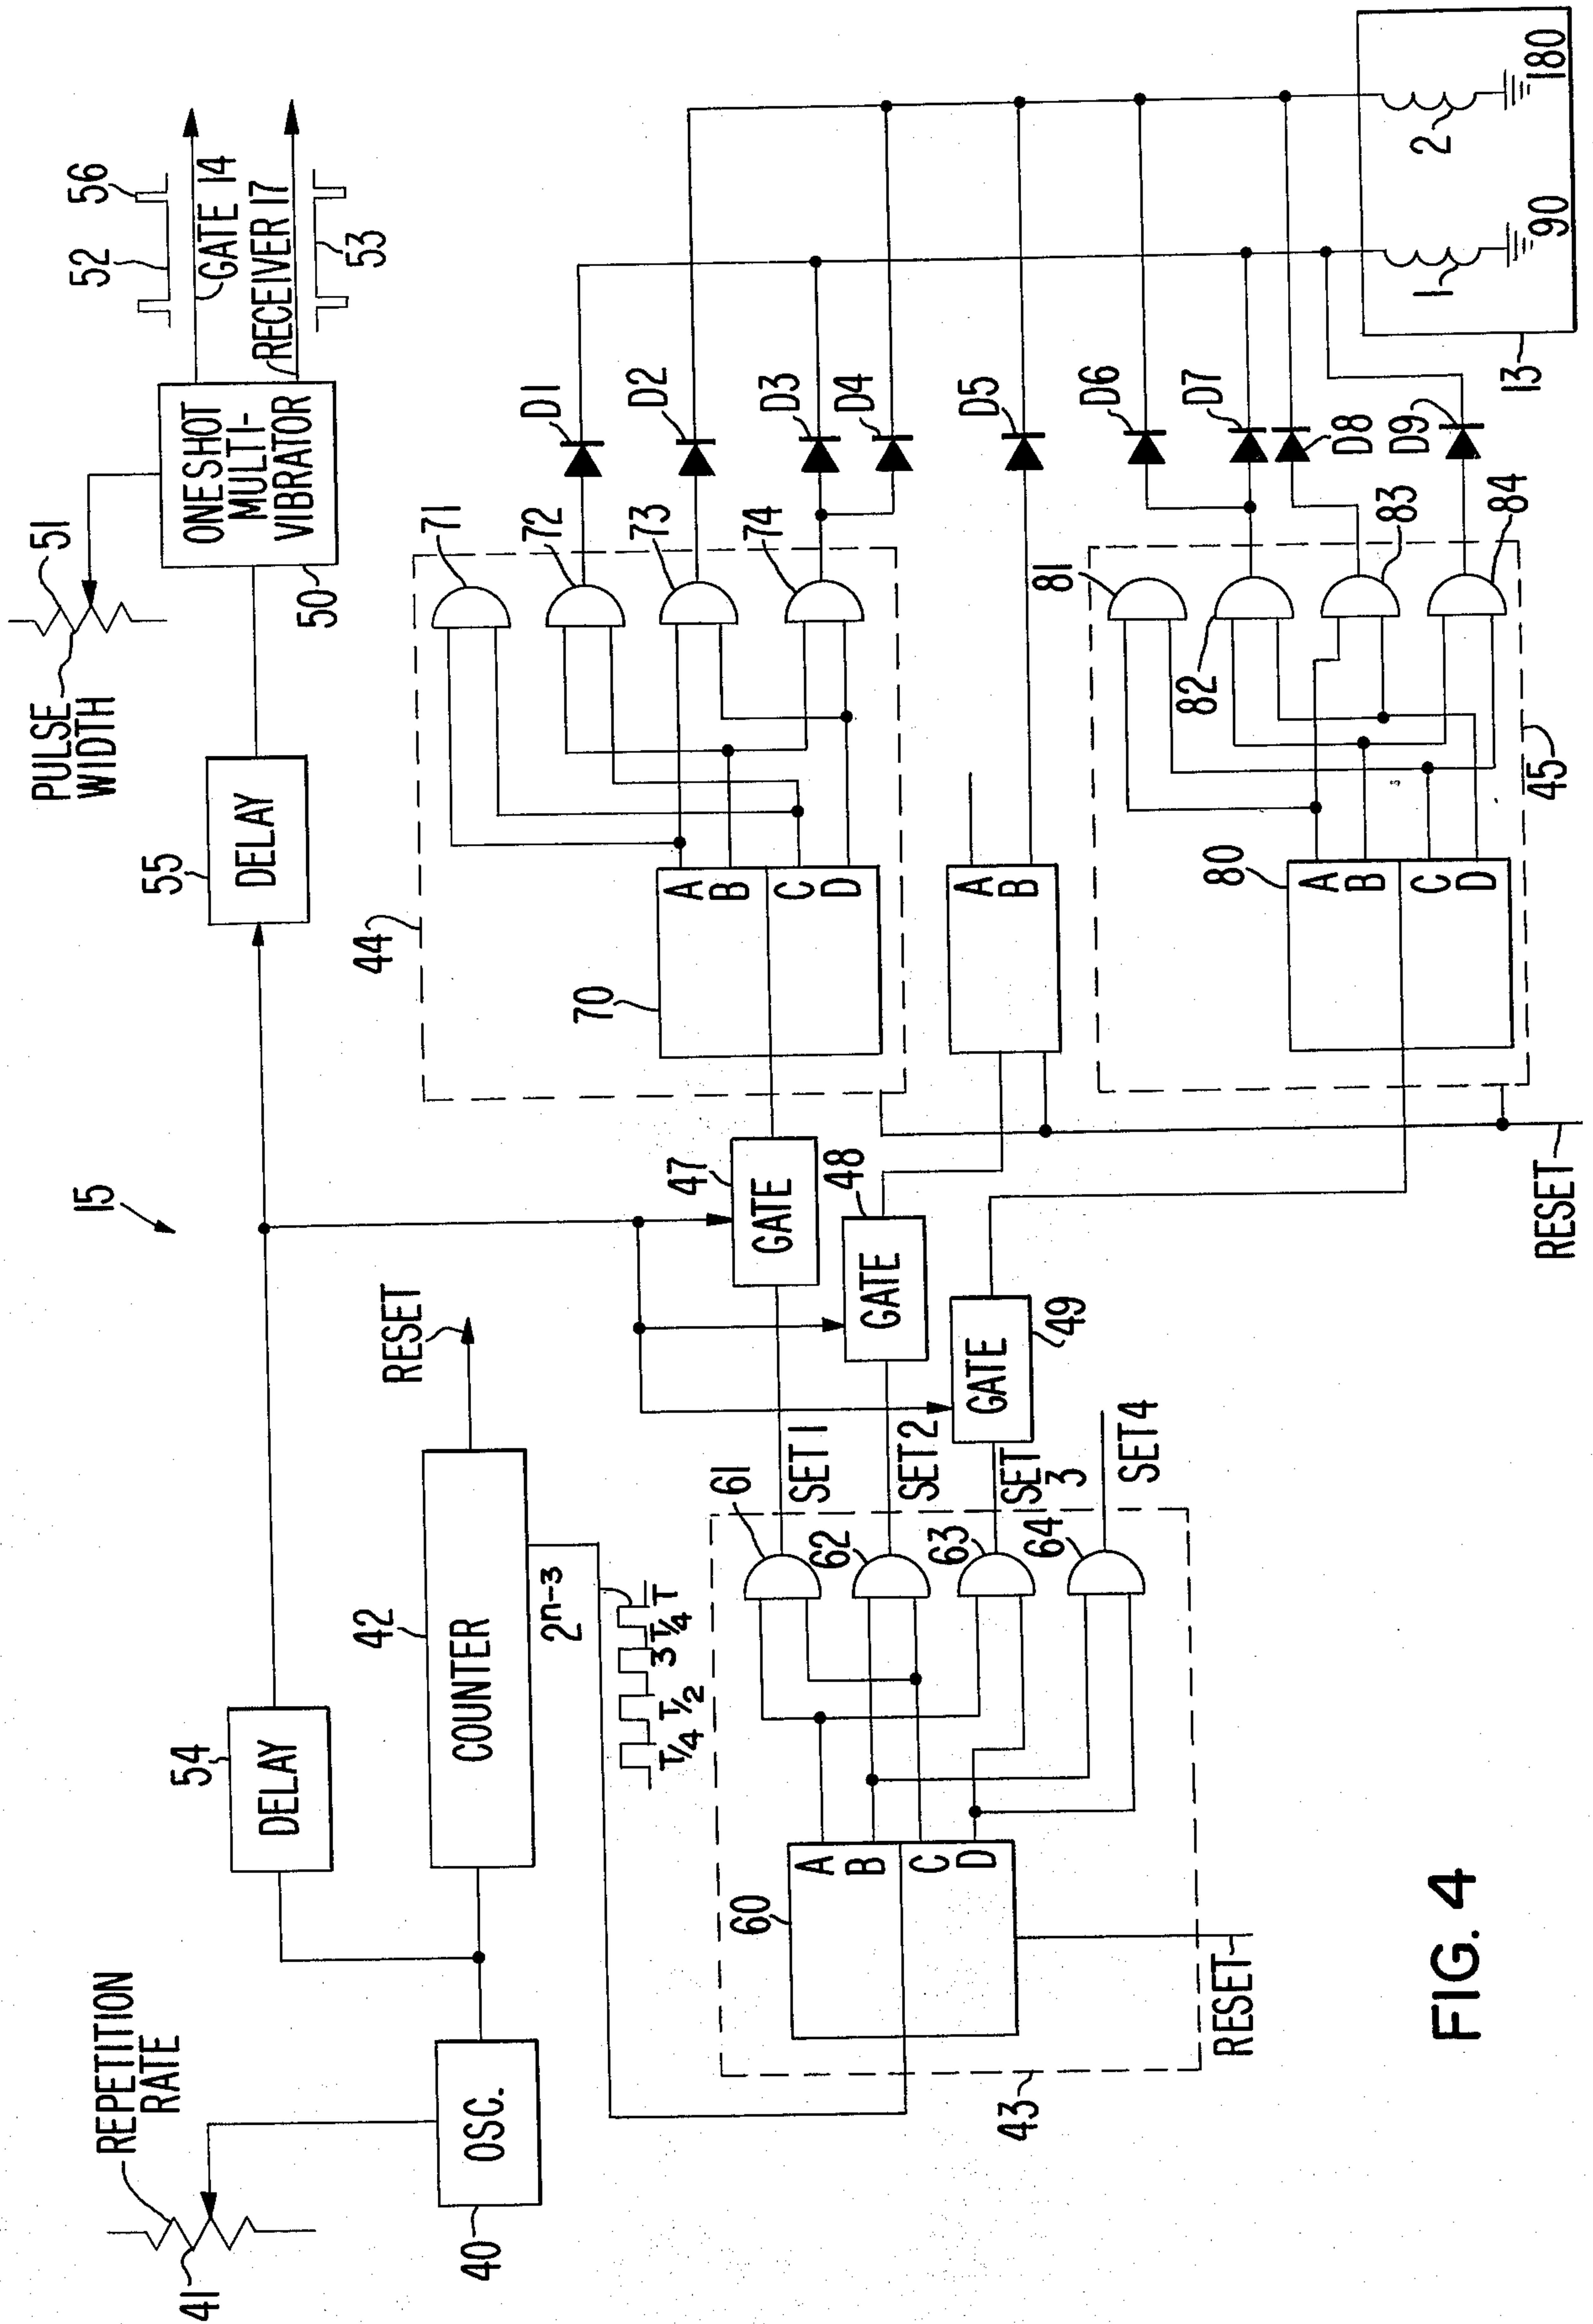 15
REPETITION
RATE
41
40
OSC.
54
DELAY
42
COUNTER
RESET
2n-3
T/4
T/2
3T/4
T
55
DELAY
PULSE
WIDTH
51
50
ONESHOT
MULTI-
VIBRATOR
52
56
GATE 14
RECEIVER 17
53
43
60
A
B
C
D
RESET
61
62
63
64
SET 1
SET 2
SET
3
SET 4
47
GATE
48
GATE
49
GATE
44
70
A
B
C
D
71
72
73
74
A
B
RESET
45
80
A
B
C
D
81
82
83
84
D1
D2
D3
D4
D5
D6
D7
D8
D9
13
1
90
2
180
FIG. 4